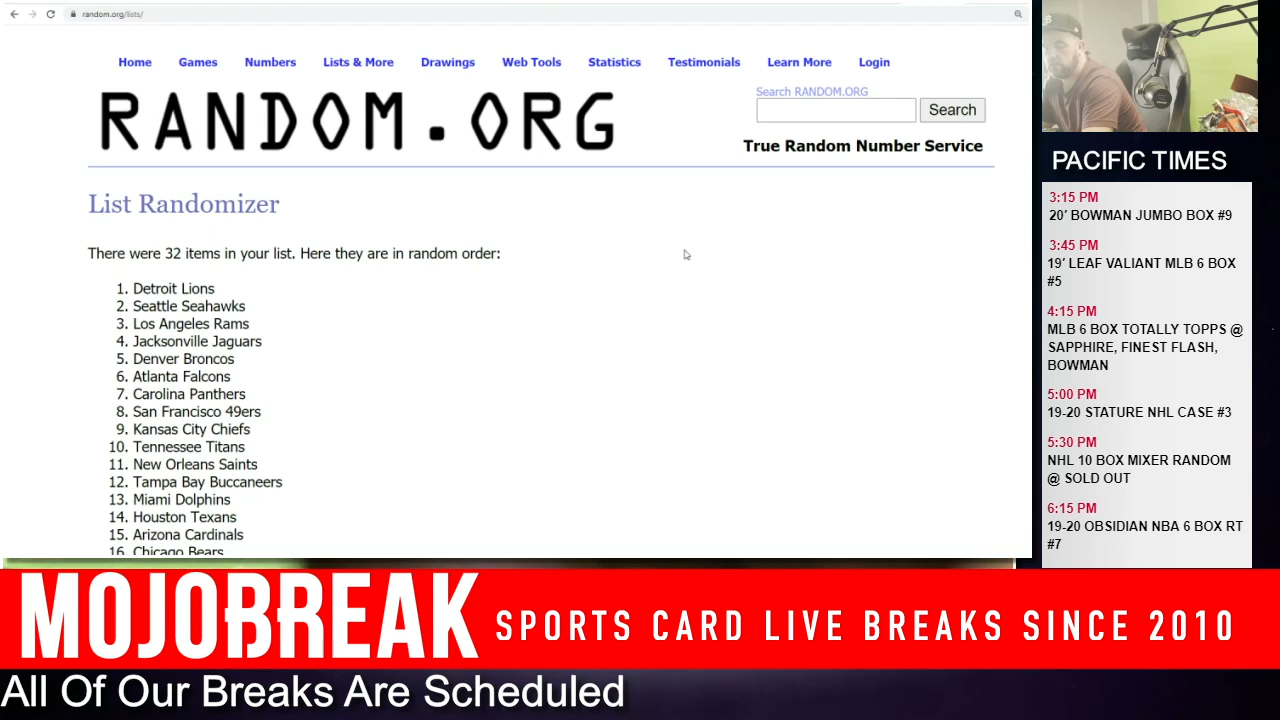 random.org/lists/
Home Games Numbers Lists & More Drawings Web Tools Statistics Testimonials Learn More Login
RANDOM.ORG
Search RANDOM.ORG
Search
True Random Number Service
List Randomizer
There were 32 items in your list. Here they are in random order:
1. Detroit Lions
2. Seattle Seahawks
3. Los Angeles Rams
4. Jacksonville Jaguars
5. Denver Broncos
6. Atlanta Falcons
7. Carolina Panthers
8. San Francisco 49ers
9. Kansas City Chiefs
10. Tennessee Titans
11. New Orleans Saints
12. Tampa Bay Buccaneers
13. Miami Dolphins
14. Houston Texans
15. Arizona Cardinals
16. Chicago Bears
PACIFIC TIMES
3:15 PM
20' BOWMAN JUMBO BOX #9
3:45 PM
19' LEAF VALIANT MLB 6 BOX
#5
4:15 PM
MLB 6 BOX TOTALLY TOPPS @
SAPPHIRE, FINEST FLASH,
BOWMAN
5:00 PM
19-20 STATURE NHL CASE #3
5:30 PM
NHL 10 BOX MIXER RANDOM
@ SOLD OUT
6:15 PM
19-20 OBSIDIAN NBA 6 BOX RT
#7
MOJOBREAK SPORTS CARD LIVE BREAKS SINCE 2010
All Of Our Breaks Are Scheduled